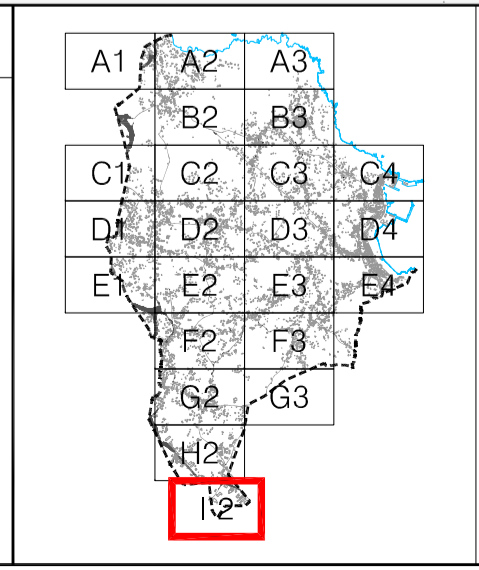 A1 A2 A3
B2 B3
C1 C2 C3 C4
D1 D2 D3 D4
E1 E2 E3 E4
F2 F3
G2 G3
H2
I2